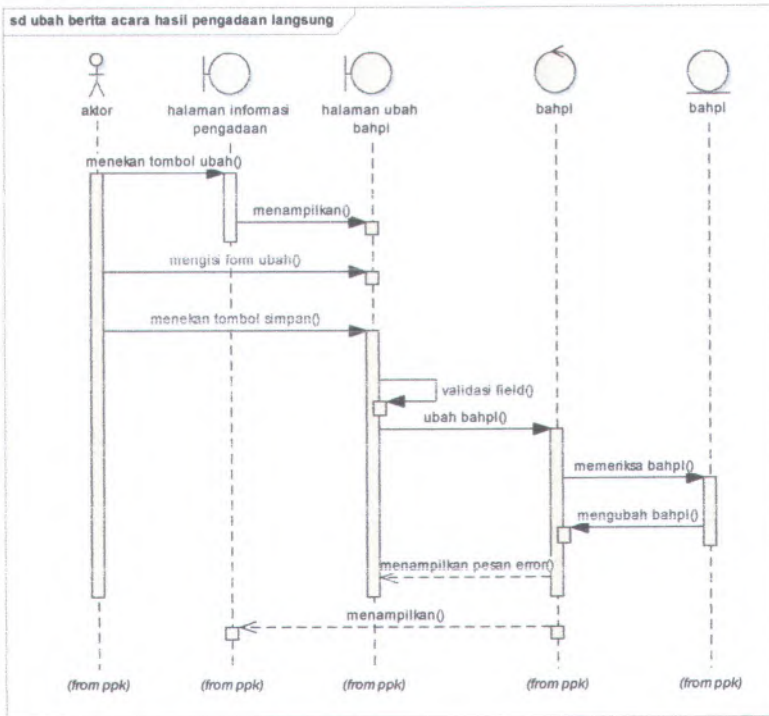 sd ubah berita acara hasil pengadaan langsung
aktor
halaman informasi
pengadaan
halaman ubah
bahpl
bahpl
bahpl
menekan tombol ubah()
menampilkan()
mengisi form ubah()
menekan tombol simpan()
validasi field()
ubah bahpl()
memeriksa bahpl()
mengubah bahpl()
menampilkan pesan error()
menampilkan()
(from ppk)
(from ppk)
(from ppk)
(from ppk)
(from ppk)